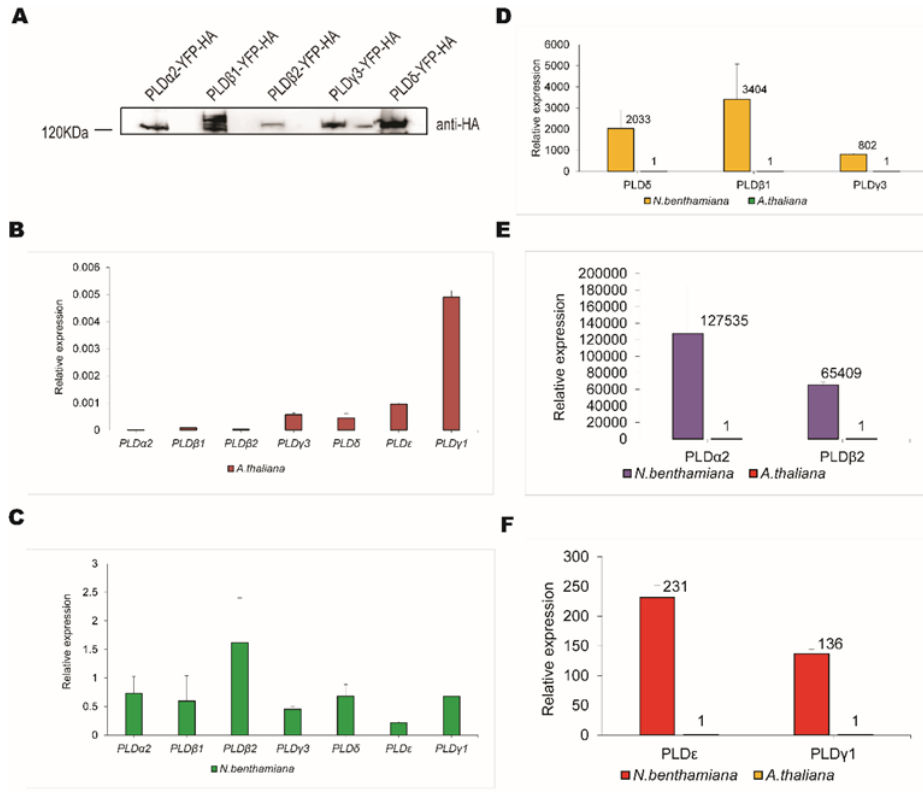 A
PLDα2-YFP-HA
PLDβ1-YFP-HA
PLDβ2-YFP-HA
PLDγ3-YFP-HA
PLDδ-YFP-HA
120KDa
anti-HA
B
Relative expression
0.006
0.005
0.004
0.003
0.002
0.001
0
PLDα2 PLDβ1 PLDβ2 PLDγ3 PLDδ PLDε PLDγ1
A.thaliana
C
Relative expression
3
2.5
2
1.5
1
0.5
0
PLDα2 PLDβ1 PLDβ2 PLDγ3 PLDδ PLDε PLDγ1
N.benthamiana
D
Relative expression
6000
5000
4000
3000
2000
1000
0
2033 1 3404 1 802 1
PLDδ PLDβ1 PLDγ3
N.benthamiana A.thaliana
E
Relative expression
200000
180000
160000
140000
120000
100000
80000
60000
40000
20000
0
127535 1 65409 1
PLDα2 PLDβ2
N.benthamiana A.thaliana
F
Relative expression
300
250
200
150
100
50
0
231 1 136 1
PLDε PLDγ1
N.benthamiana A.thaliana